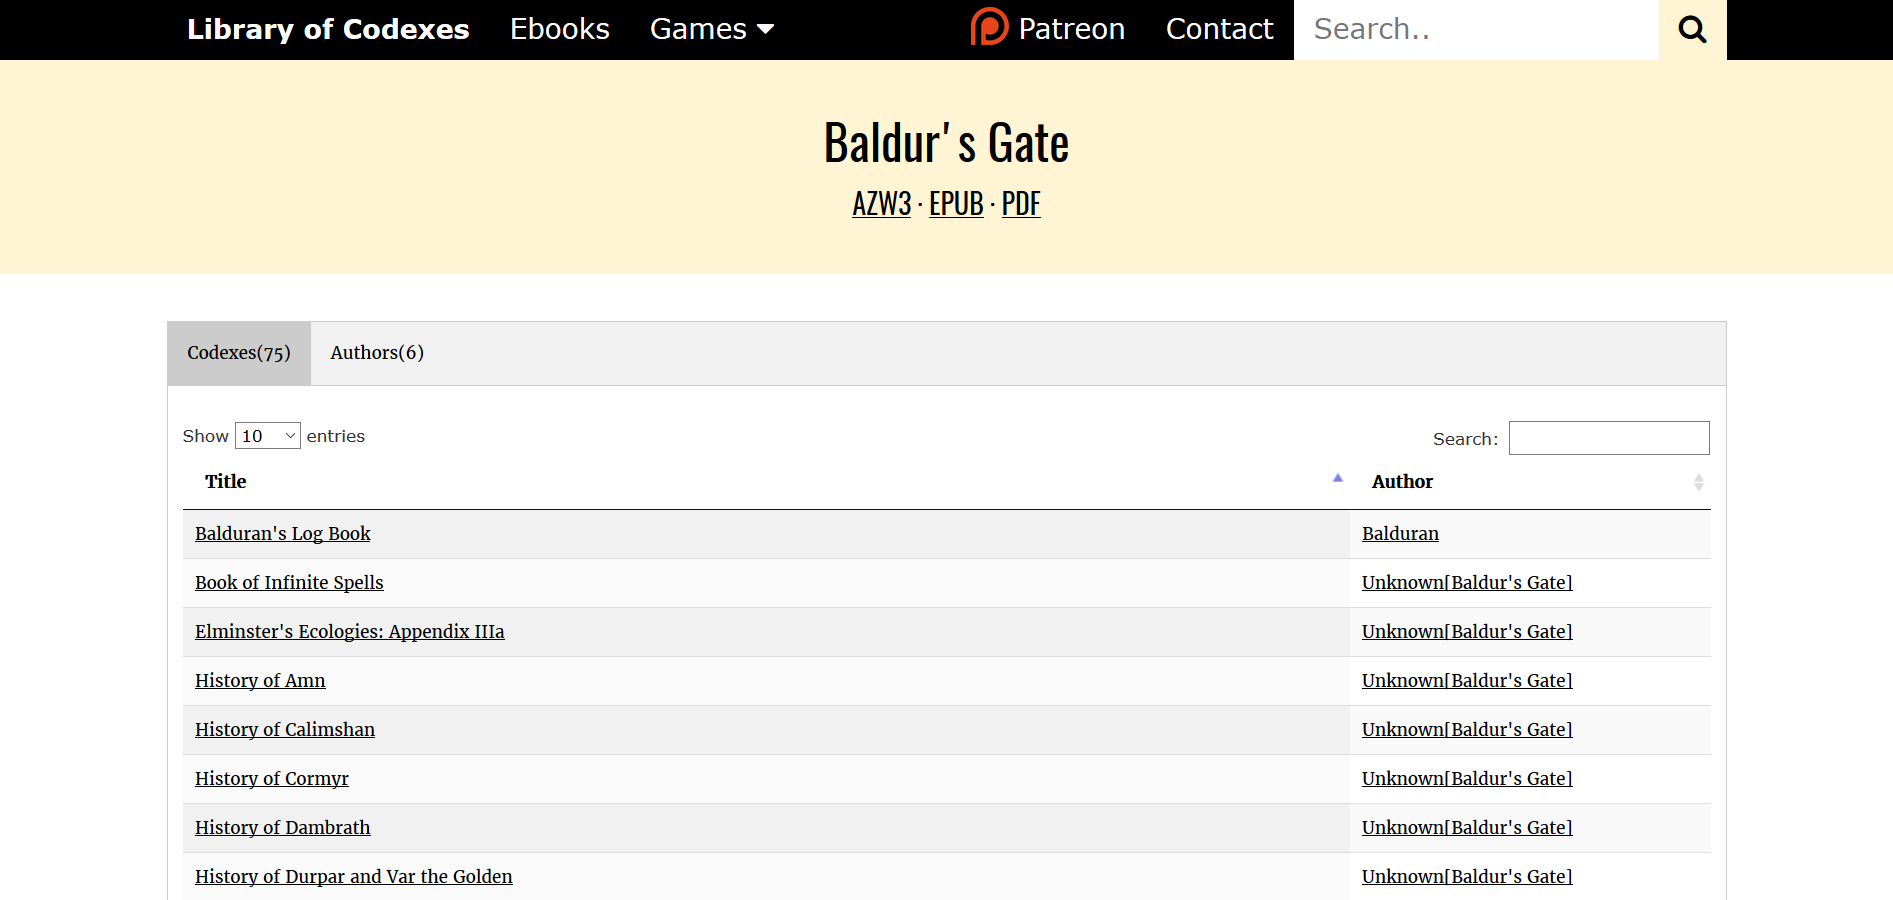 Library of Codexes Ebooks Games Patreon Contact Search..
Baldur's Gate
AZW3 · EPUB · PDF
Codexes(75) Authors(6)
Show 10 entries Search:
Title Author
Balduran's Log Book Balduran
Book of Infinite Spells Unknown[Baldur's Gate]
Elminster's Ecologies: Appendix IIIa Unknown[Baldur's Gate]
History of Amn Unknown[Baldur's Gate]
History of Calimshan Unknown[Baldur's Gate]
History of Cormyr Unknown[Baldur's Gate]
History of Dambrath Unknown[Baldur's Gate]
History of Durpar and Var the Golden Unknown[Baldur's Gate]